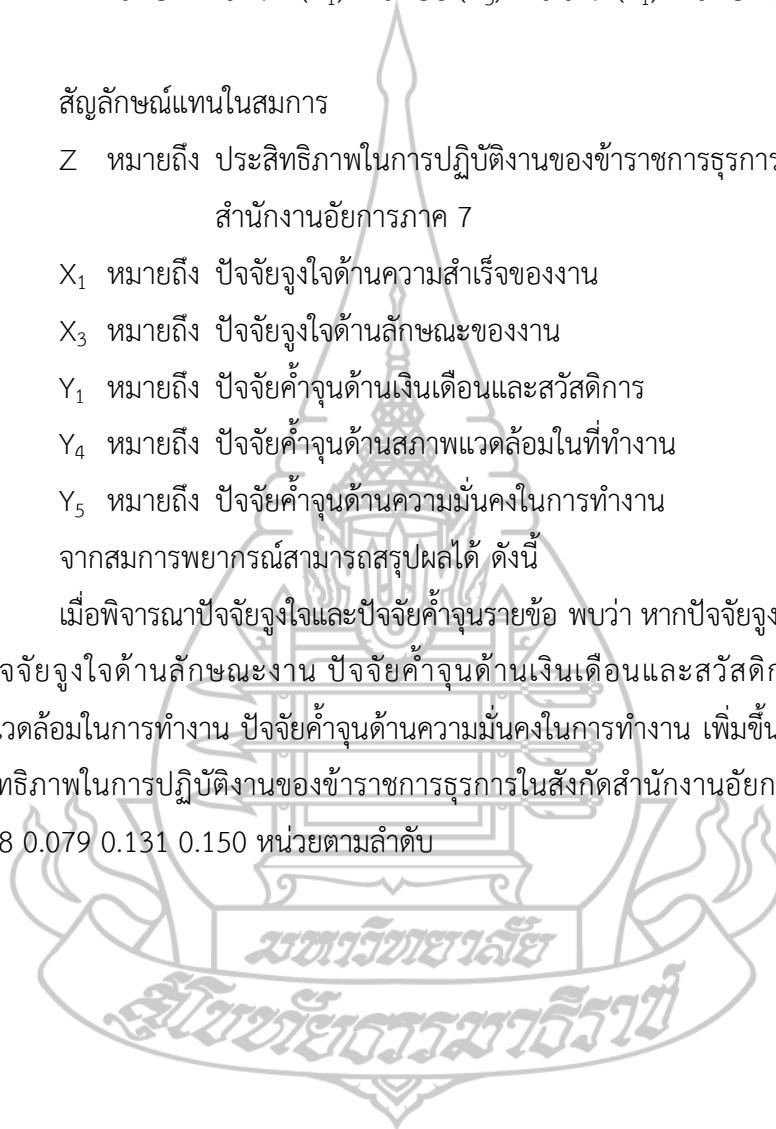 สัญลักษณ์แทนในสมการ
Z หมายถึง ประสิทธิภาพในการปฏิบัติงานของข้าราชการธุรการ
สำนักงานอัยการภาค 7
X₁ หมายถึง ปัจจัยจูงใจด้านความสำเร็จของงาน
X₃ หมายถึง ปัจจัยจูงใจด้านลักษณะของงาน
Y₁ หมายถึง ปัจจัยค้ำจุนด้านเงินเดือนและสวัสดิการ
Y₄ หมายถึง ปัจจัยค้ำจุนด้านสภาพแวดล้อมในที่ทำงาน
Y₅ หมายถึง ปัจจัยค้ำจุนด้านความมั่นคงในการทำงาน
จากสมการพยากรณ์สามารถสรุปผลได้ ดังนี้
เมื่อพิจารณาปัจจัยจูงใจและปัจจัยค้ำจุนรายข้อ พบว่า หากปัจจัยจูง
จจัยจูงใจด้านลักษณะงาน ปัจจัยค้ำจุนด้านเงินเดือนและสวัสดิก
วดล้อมในการทำงาน ปัจจัยค้ำจุนด้านความมั่นคงในการทำงาน เพิ่มขึ้น
ทธิภาพในการปฏิบัติงานของข้าราชการธุรการในสังกัดสำนักงานอัยก
8 0.079 0.131 0.150 หน่วยตามลำดับ
มหาวิทยาลัย
สุโขทัยธรรมาธิราช